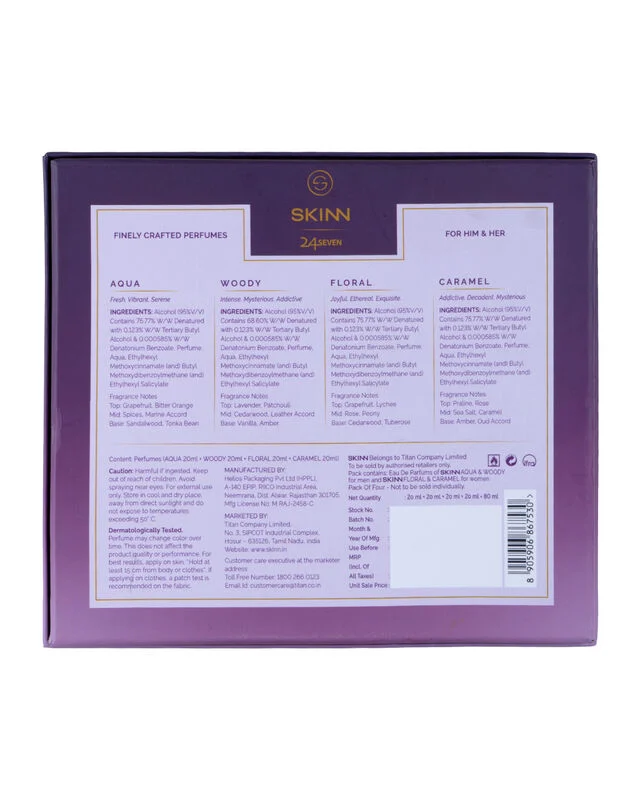 SKINN
24SEVEN
FINELY CRAFTED PERFUMES
FOR HIM & HER
AQUA
Fresh. Vibrant. Serene
INGREDIENTS: Alcohol (95%V/V)
Contains 75.77% W/W Denatured
with 0.123% W/W Tertiary Butyl
Alcohol & 0.000585% W/W
Denatonium Benzoate, Perfume,
Aqua, Ethylhexyl
Methoxycinnamate (and) Butyl
Methoxydibenzoylmethane (and)
Ethylhexyl Salicylate
Fragrance Notes
Top: Grapefruit, Bitter Orange
Mid: Spices, Marine Accord
Base: Sandalwood, Tonka Bean
WOODY
Intense. Mysterious. Addictive
INGREDIENTS: Alcohol (95%V/V)
Contains 68.60% W/W Denatured
with 0.123% W/W Tertiary Butyl
Alcohol & 0.000585% W/W
Denatonium Benzoate, Perfume,
Aqua, Ethylhexyl
Methoxycinnamate (and) Butyl
Methoxydibenzoylmethane (and)
Ethylhexyl Salicylate
Fragrance Notes
Top: Lavender, Patchouli
Mid: Cedarwood, Leather Accord
Base: Vanilla, Amber
FLORAL
Joyful. Ethereal. Exquisite.
INGREDIENTS: Alcohol (95%V/V)
Contains 75.77% W/W Denatured
with 0.123% W/W Tertiary Butyl
Alcohol & 0.000585% W/W
Denatonium Benzoate, Perfume,
Aqua, Ethylhexyl
Methoxycinnamate (and) Butyl
Methoxydibenzoylmethane (and)
Ethylhexyl Salicylate
Fragrance Notes
Top: Grapefruit, Lychee
Mid: Rose, Peony
Base: Cedarwood, Tuberose
CARAMEL
Addictive. Decadent. Mysterious
INGREDIENTS: Alcohol (95%V/V)
Contains 75.77% W/W Denatured
with 0.123% W/W Tertiary Butyl
Alcohol & 0.000585% W/W
Denatonium Benzoate, Perfume,
Aqua, Ethylhexyl
Methoxycinnamate (and) Butyl
Methoxydibenzoylmethane (and)
Ethylhexyl Salicylate
Fragrance Notes
Top: Praline, Rose
Mid: Sea Salt, Caramel
Base: Amber, Oud Accord
Content: Perfumes (AQUA 20ml + WOODY 20ml + FLORAL 20ml + CARAMEL 20ml)
Caution: Harmful if ingested. Keep
out of reach of children. Avoid
spraying near eyes. For external use
only. Store in cool and dry place,
away from direct sunlight and do
not expose to temperatures
exceeding 50° C.
Dermatologically Tested.
Perfume may change color over
time. This does not affect the
product quality or performance. For
best results, apply on skin. "Hold at
least 15 cm from body or clothes". If
applying on clothes, a patch test is
recommended on the fabric.
MANUFACTURED BY:
Helios Packaging Pvt Ltd (HPPL),
A-140 EPIP, RIICO Industrial Area,
Neemrana, Dist. Alwar, Rajasthan 301705,
Mfg License No: M RAJ-2458-C
MARKETED BY:
Titan Company Limited.
No. 3, SIPCOT Industrial Complex,
Hosur - 635126, Tamil Nadu, India
Website: www.skinn.in
Customer care executive at the marketer
address
Toll Free Number: 1800 266 0123
Email Id: customercare@titan.co.in
SKINN Belongs to Titan Company Limited
To be sold by authorised retailers only.
Pack contains: Eau De Parfums of SKINN AQUA & WOODY
for men and SKINN FLORAL & CARAMEL for women.
Pack Of Four - Not to be sold individually.
ifra
Net Quantity : 20 ml + 20 ml + 20 ml + 20 ml = 80 ml
Stock No.
Batch No.
Month &
Year Of Mfg
Use Before
MRP
(Incl. Of
All Taxes)
Unit Sale Price :
8 905906 867530